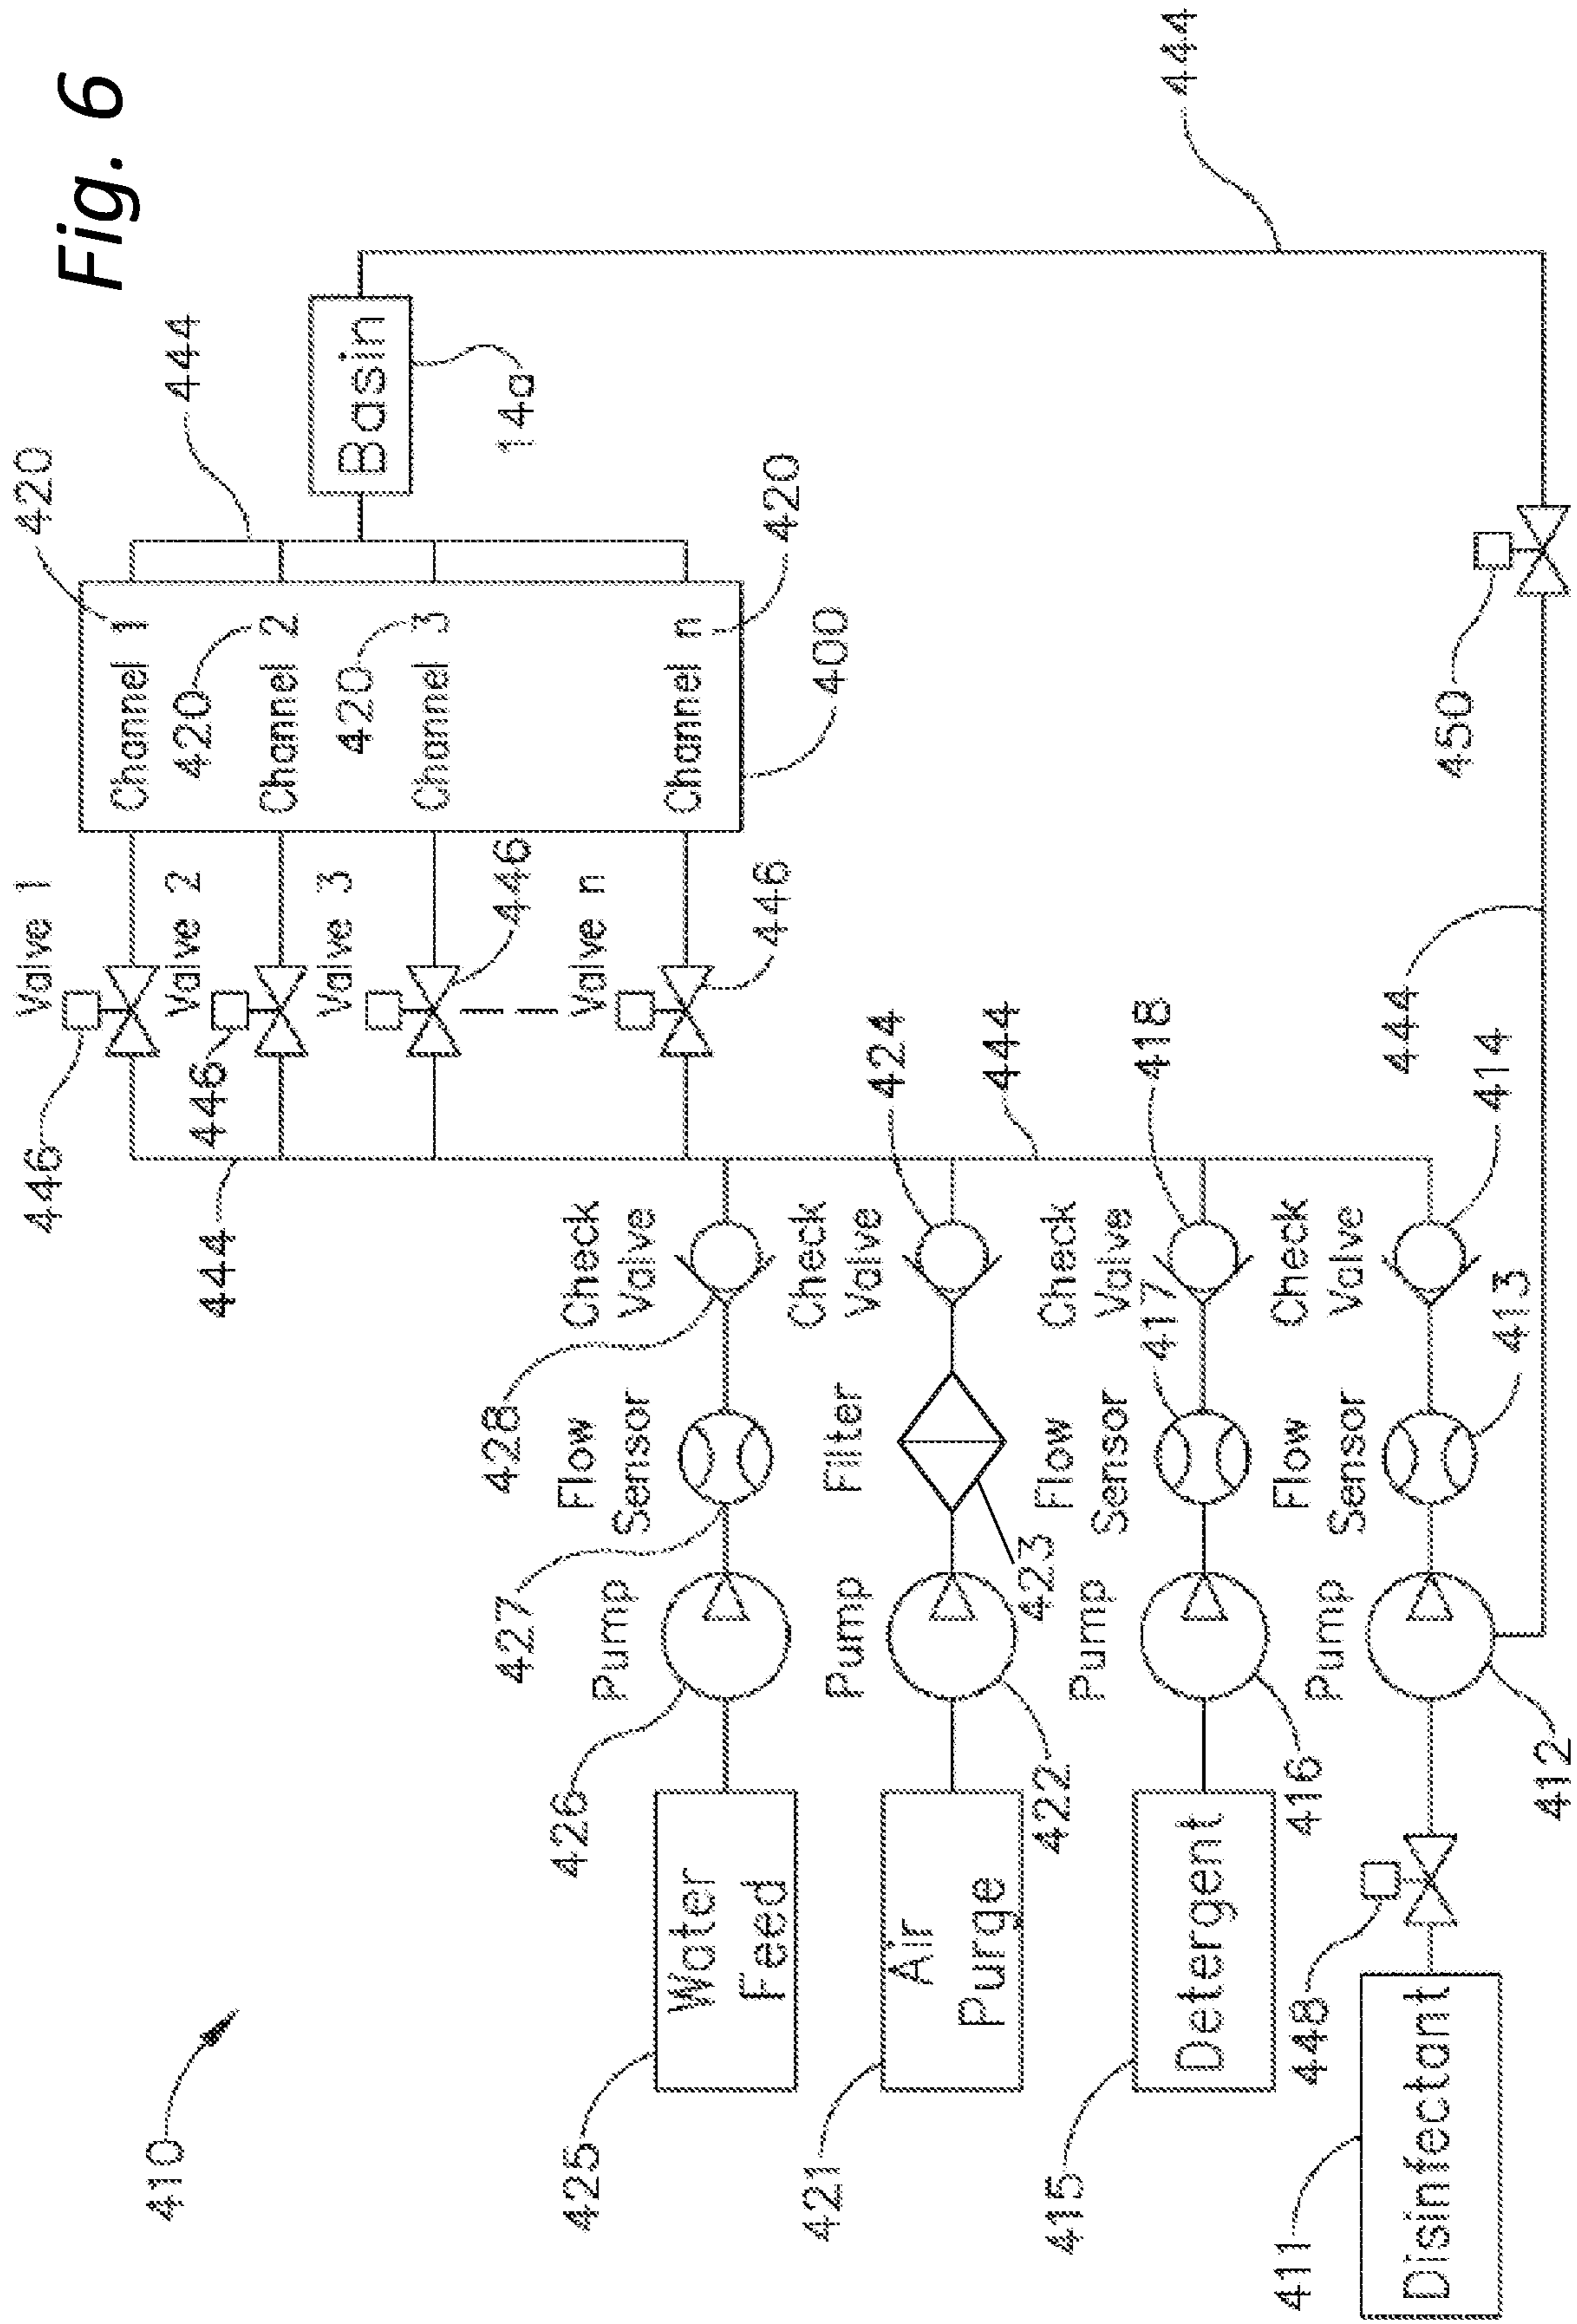 Fig. 6
410
446
Valve 1
420
444
446
Valve 2
Channel 1
420
444
Valve 3
Channel 2
420
Basin
14a
446
Channel 3
444
Valve n
446
Channel n
420
400
425
Water
Feed
426
Pump
427
Flow
Sensor
428
Check
Valve
421
Air
Purge
422
Pump
423
Filter
Check
Valve
424
444
415
Detergent
416
Pump
Flow
Sensor
417
Check
Valve
418
411
Disinfectant
448
412
Pump
Flow
Sensor
413
Check
Valve
414
444
450
444